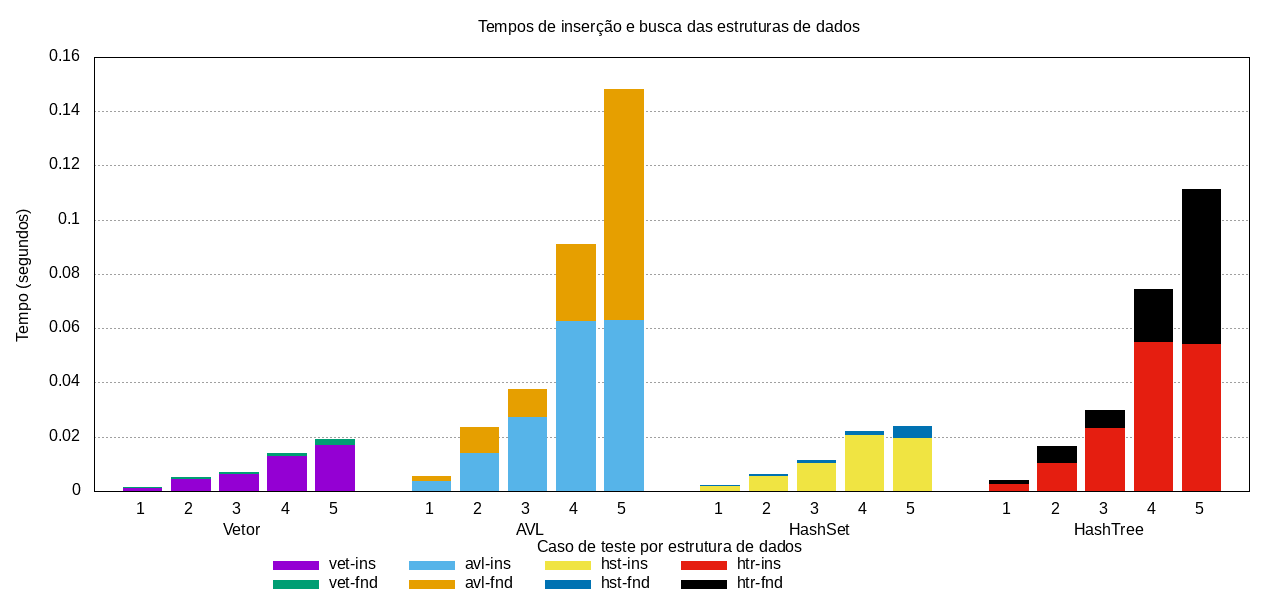 Tempos de inserção e busca das estruturas de dados
Tempo (segundos)
0.16
0.14
0.12
0.1
0.08
0.06
0.04
0.02
0
1 2 3 4 5 1 2 3 4 5 1 2 3 4 5 1 2 3 4 5
Vetor AVL HashSet HashTree
Caso de teste por estrutura de dados
vet-ins avl-ins hst-ins htr-ins
vet-fnd avl-fnd hst-fnd htr-fnd